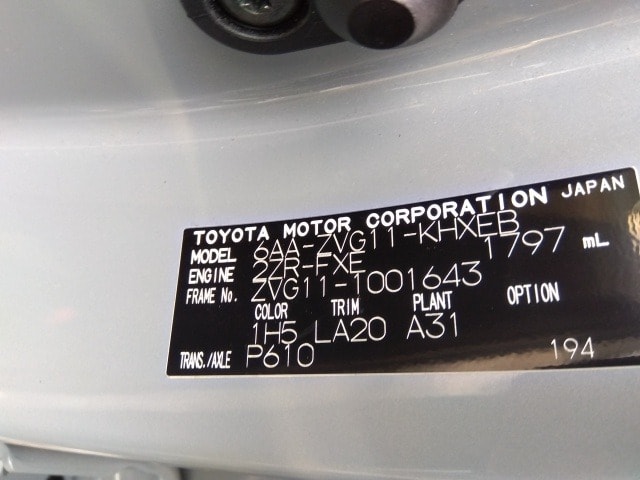 TOYOTA MOTOR CORPORATION JAPAN
MODEL 6AA-ZVG11-KHXEB
ENGINE 2ZR-FXE 1797 mL
FRAME No. ZVG11-1001643
COLOR TRIM PLANT OPTION
1H5 LA20 A31
TRANS./AXLE P610 194